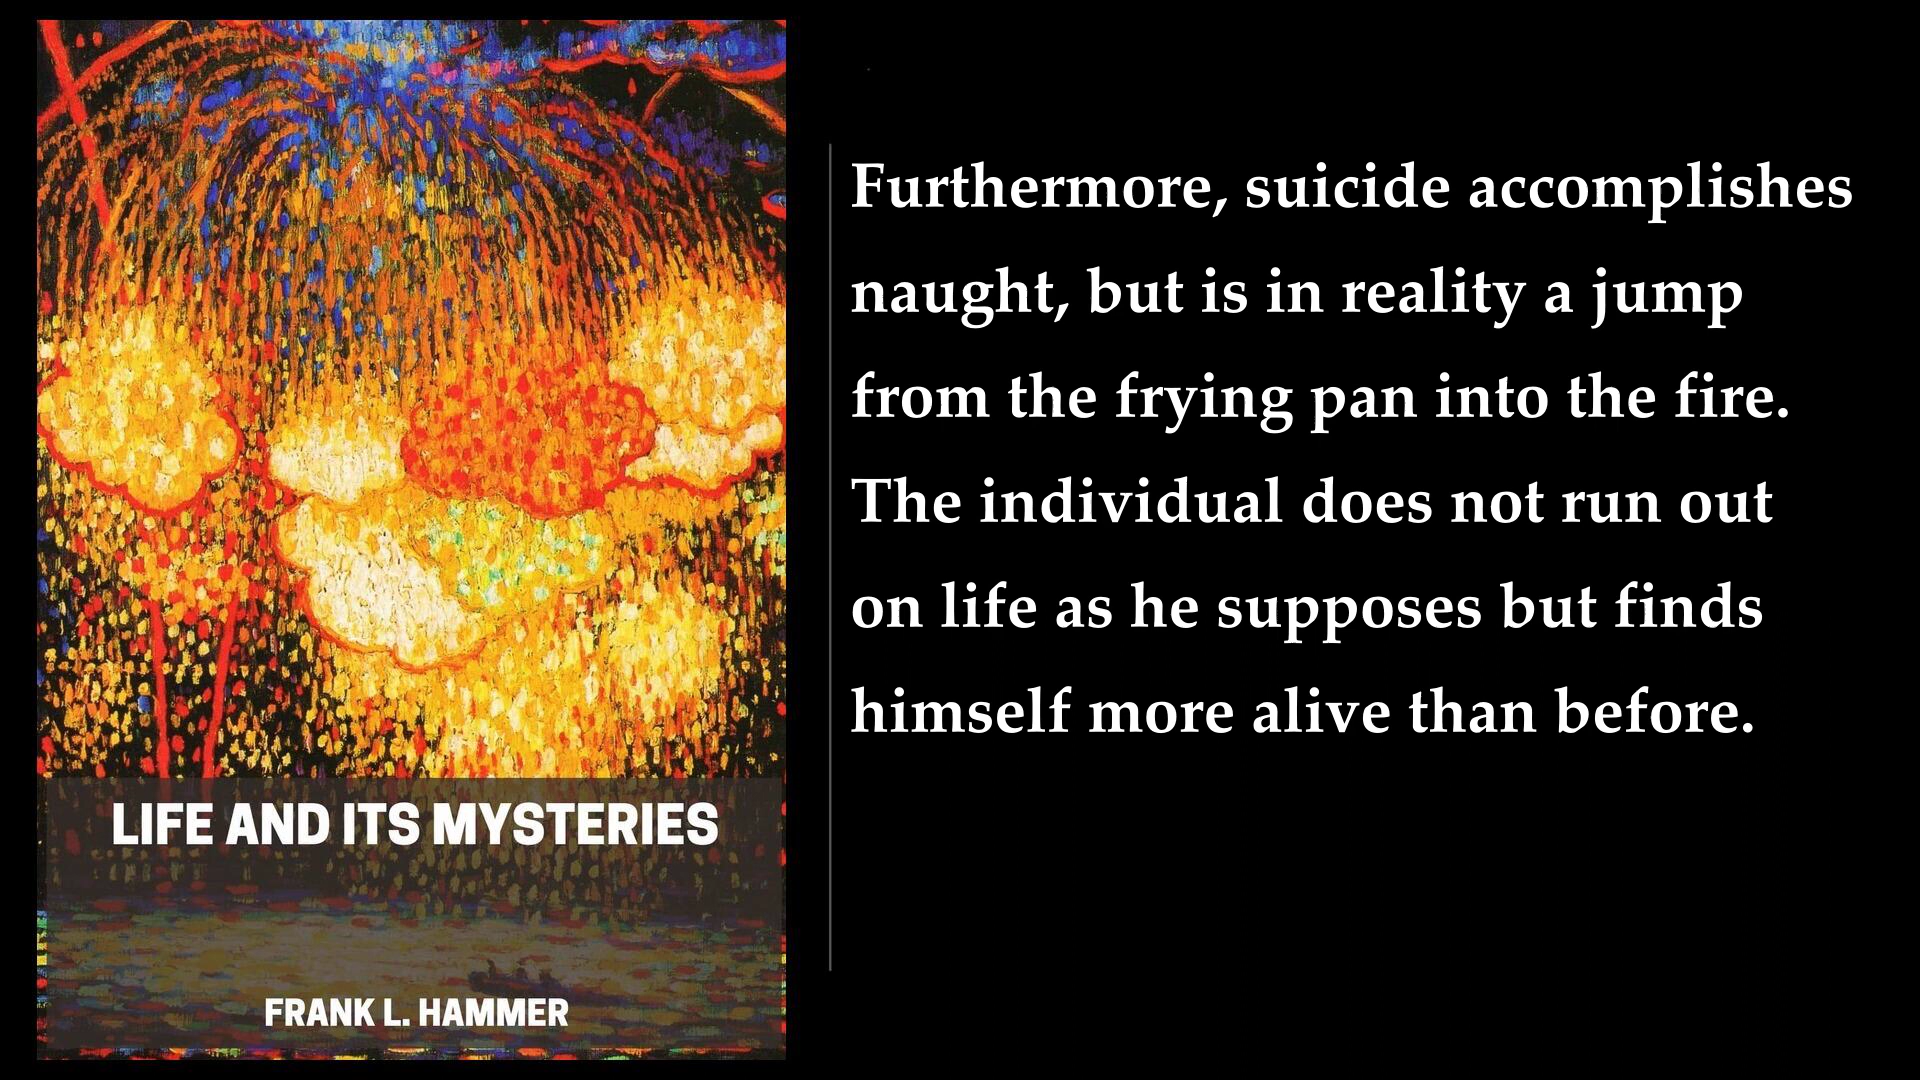 LIFE AND ITS MYSTERIES
FRANK L. HAMMER
Furthermore, suicide accomplishes
naught, but is in reality a jump
from the frying pan into the fire.
The individual does not run out
on life as he supposes but finds
himself more alive than before.